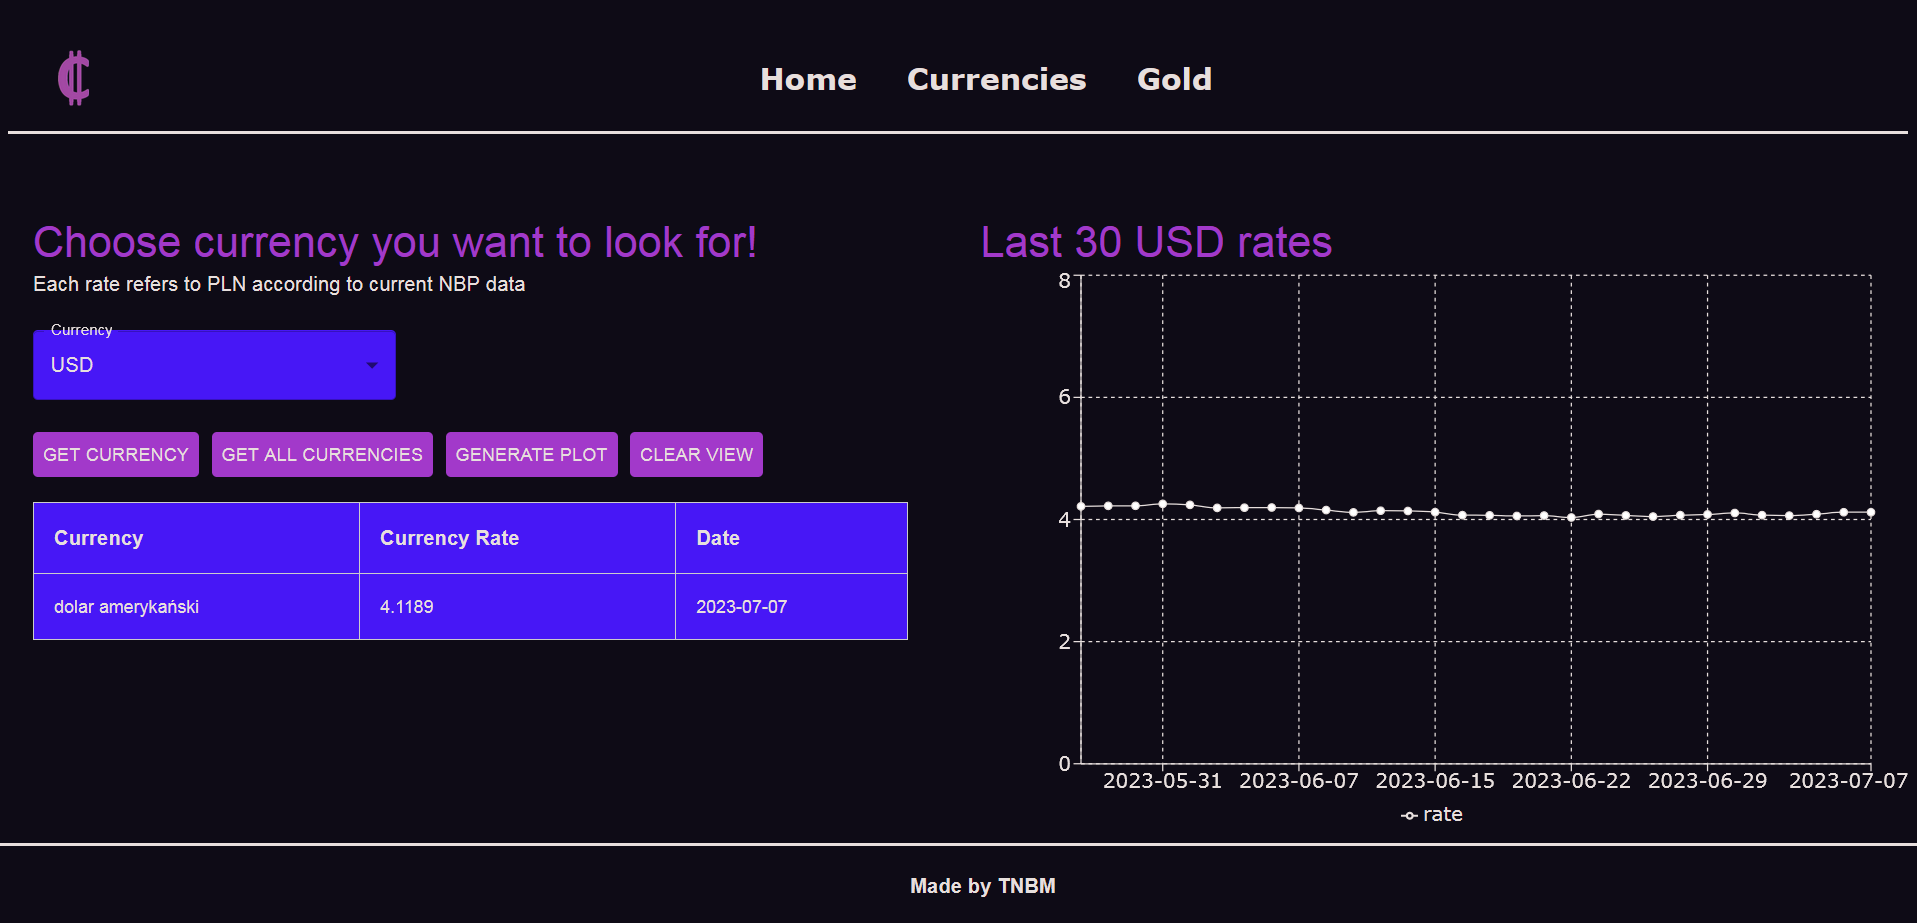 Home Currencies Gold
Choose currency you want to look for!
Each rate refers to PLN according to current NBP data
Currency
USD
GET CURRENCY GET ALL CURRENCIES GENERATE PLOT CLEAR VIEW
Currency Currency Rate Date
dolar amerykański 4.1189 2023-07-07
Last 30 USD rates
8
6
4
2
0
2023-05-31 2023-06-07 2023-06-15 2023-06-22 2023-06-29 2023-07-07
rate
Made by TNBM